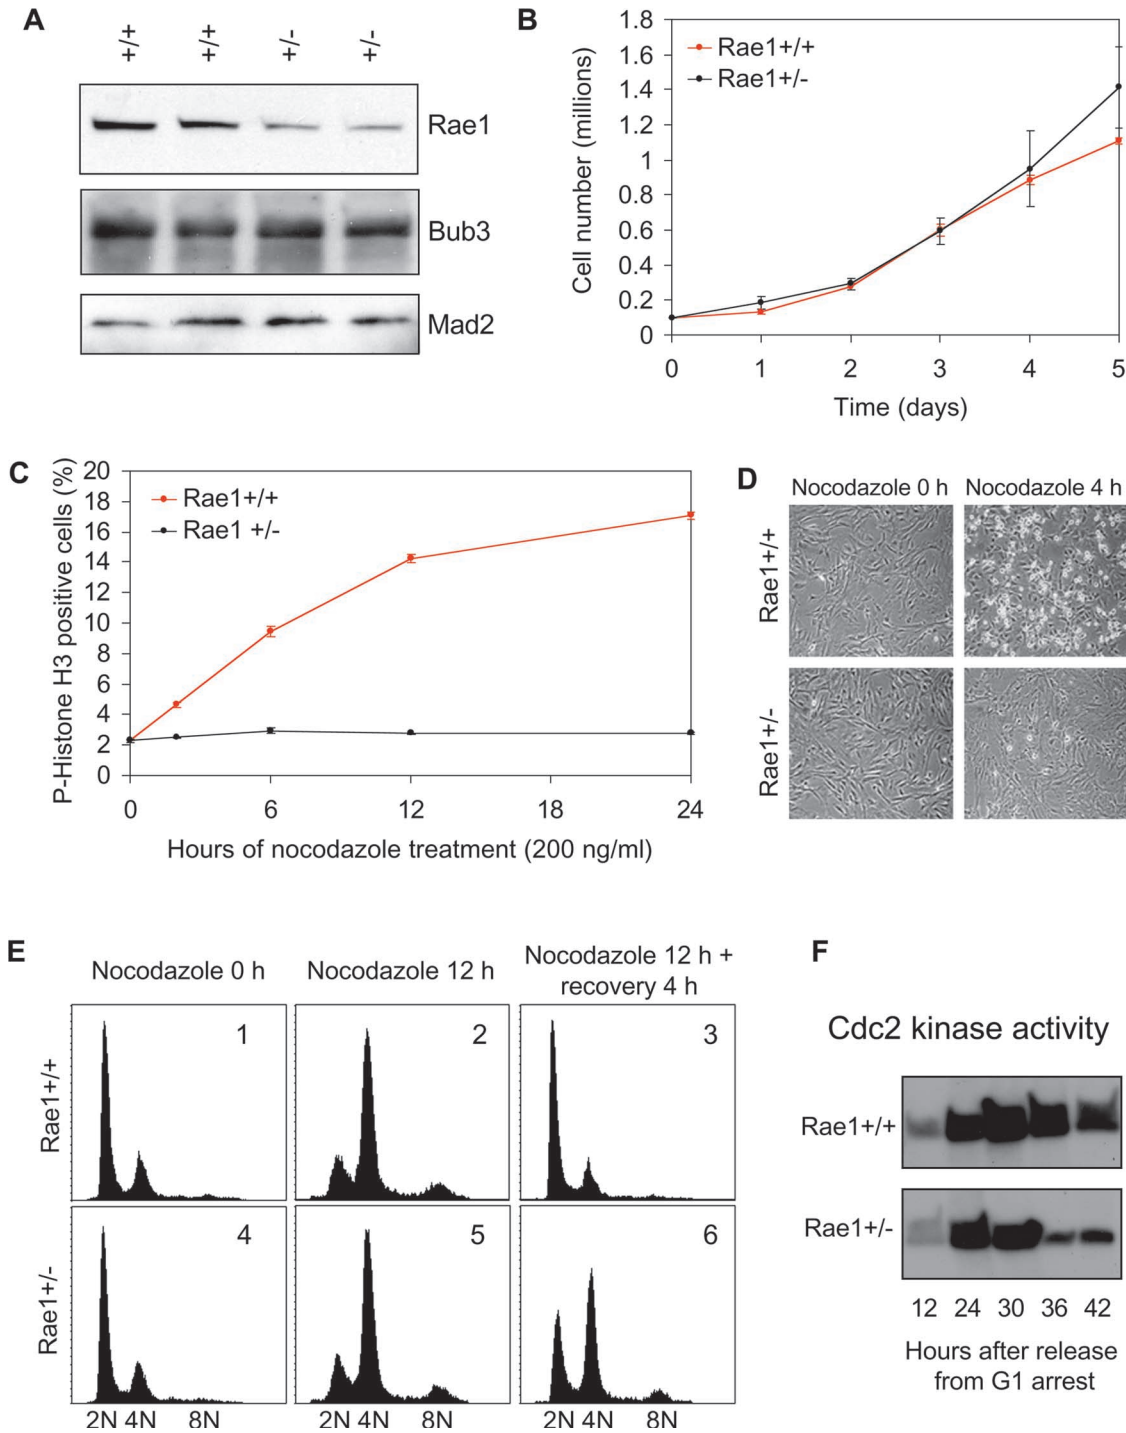 A
+/+ +/+ +/- +/-
Rae1
Bub3
Mad2
B
1.8
1.6
1.4
1.2
1
0.8
0.6
0.4
0.2
0
Cell number (millions)
Rae1+/+
Rae1+/-
0 1 2 3 4 5
Time (days)
C
20
18
16
14
12
10
8
6
4
2
0
P-Histone H3 positive cells (%)
Rae1+/+
Rae1 +/-
0 6 12 18 24
Hours of nocodazole treatment (200 ng/ml)
D
Nocodazole 0 h Nocodazole 4 h
Rae1+/+
Rae1+/-
E
Nocodazole 0 h Nocodazole 12 h Nocodazole 12 h +
recovery 4 h
Rae1+/+
1 2 3
Rae1+/-
4 5 6
2N 4N 8N 2N 4N 8N 2N 4N 8N
F
Cdc2 kinase activity
Rae1+/+
Rae1+/-
12 24 30 36 42
Hours after release
from G1 arrest